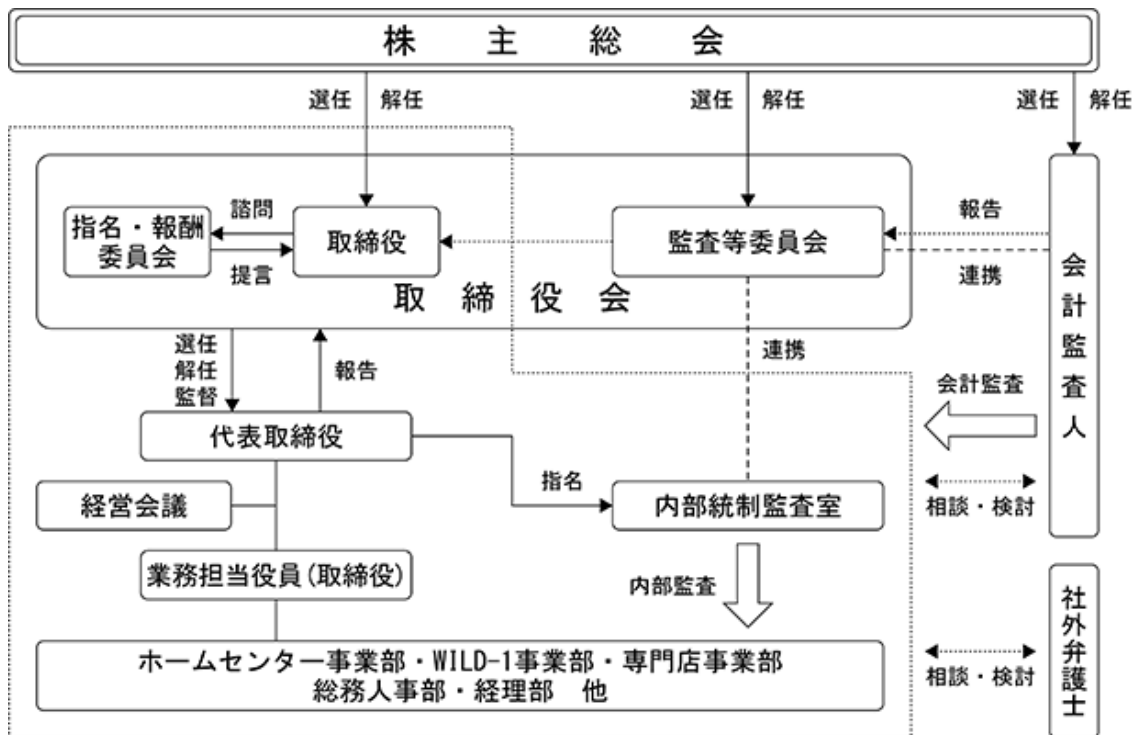 株主総会
選任 解任
選任 解任
選任 解任
指名・報酬
委員会
諮問
提言
取締役
監査等委員会
報告
連携
取締役会
会計監査人
選任
解任
監督
報告
連携
会計監査
代表取締役
指名
経営会議
内部統制監査室
相談・検討
業務担当役員(取締役)
内部監査
ホームセンター事業部・WILD-1事業部・専門店事業部
総務人事部・経理部 他
相談・検討
社外弁護士